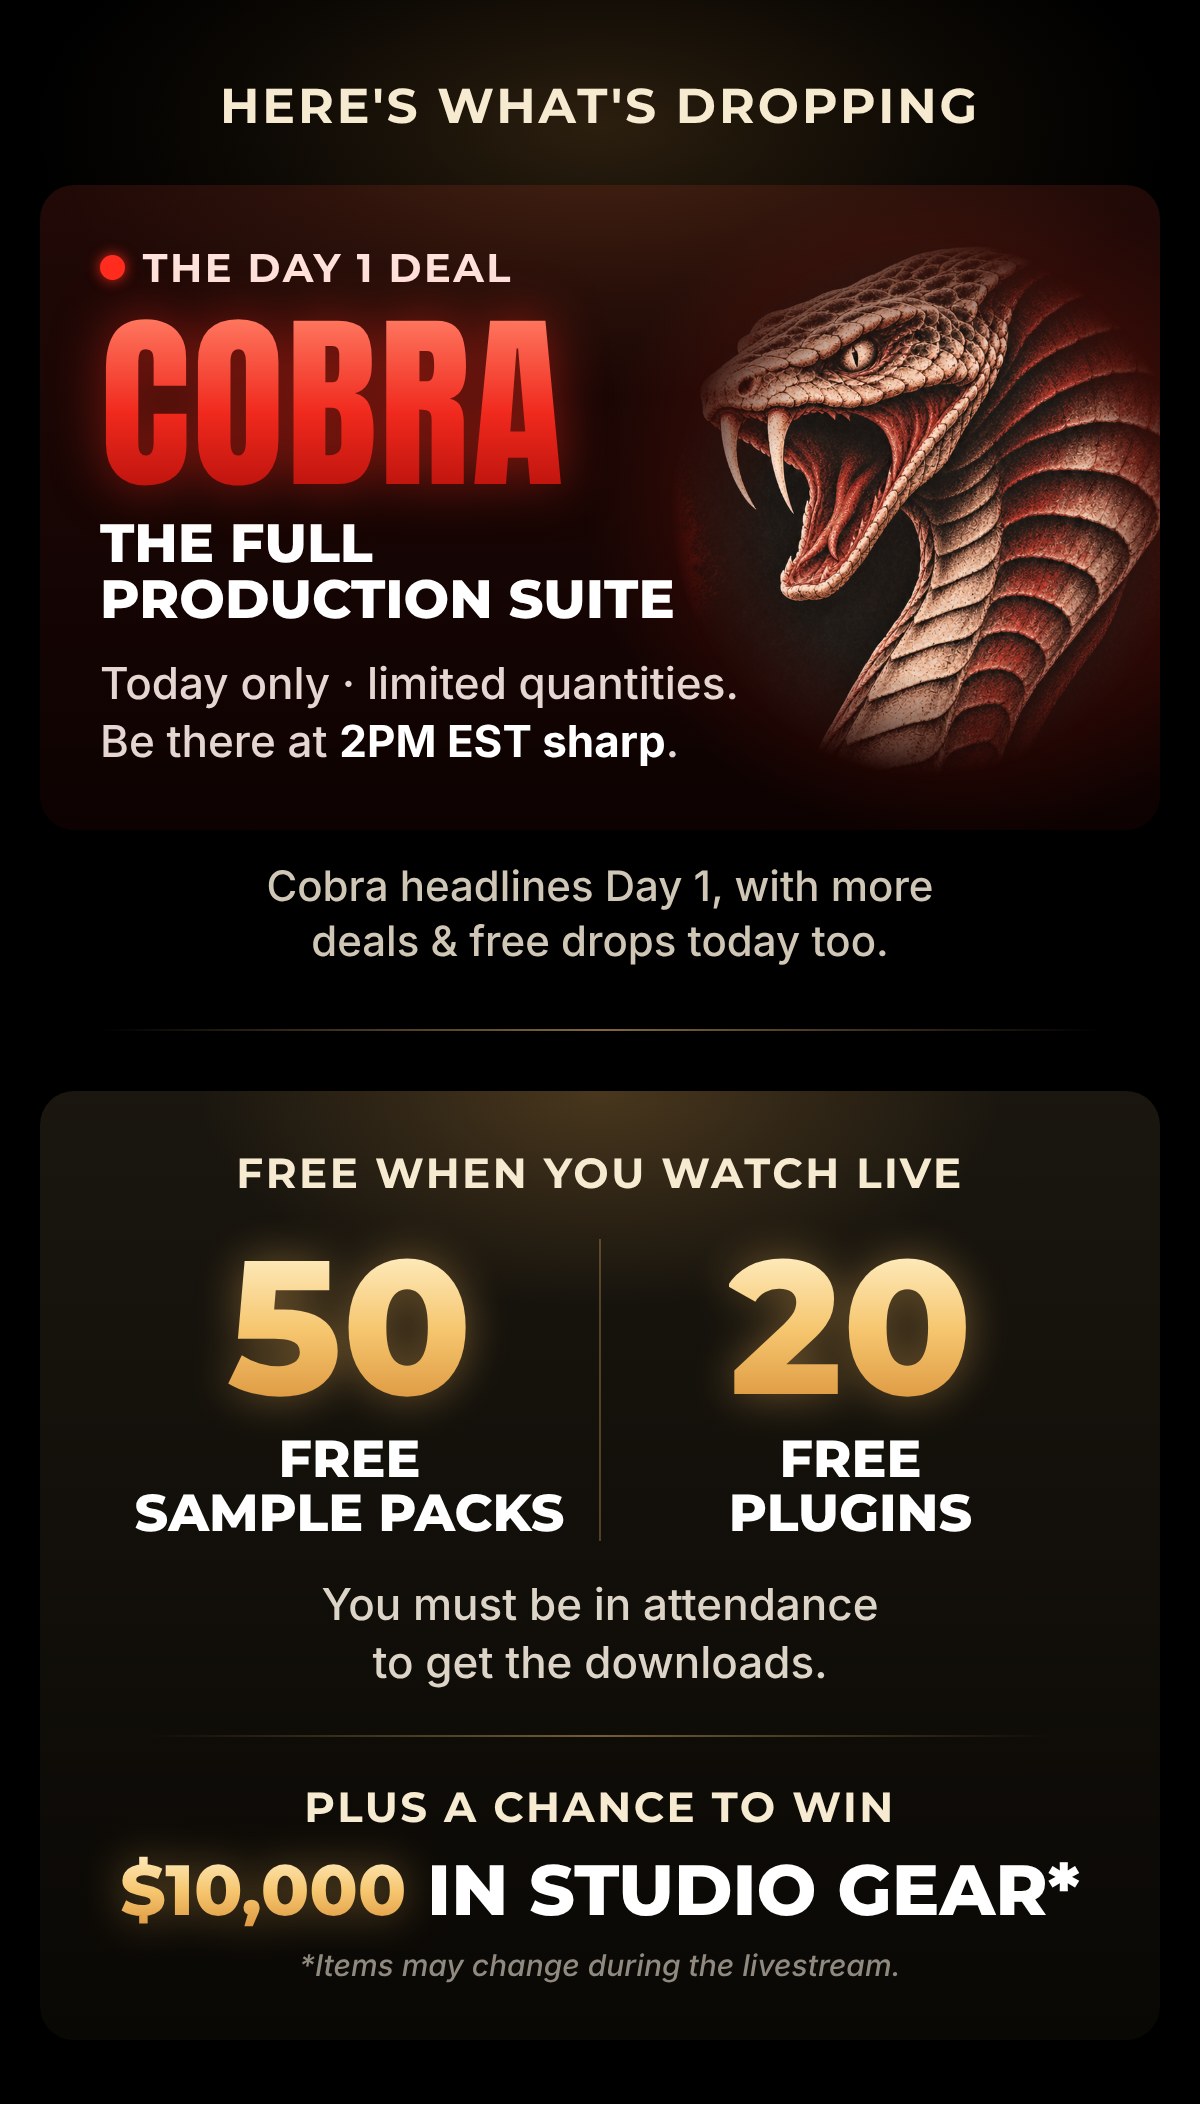 HERE'S WHAT'S DROPPING
THE DAY 1 DEAL
COBRA
THE FULL
PRODUCTION SUITE
Today only · limited quantities.
Be there at 2PM EST sharp.
Cobra headlines Day 1, with more
deals & free drops today too.
FREE WHEN YOU WATCH LIVE
50
FREE
SAMPLE PACKS
20
FREE
PLUGINS
You must be in attendance
to get the downloads.
PLUS A CHANCE TO WIN
$10,000 IN STUDIO GEAR*
*Items may change during the livestream.